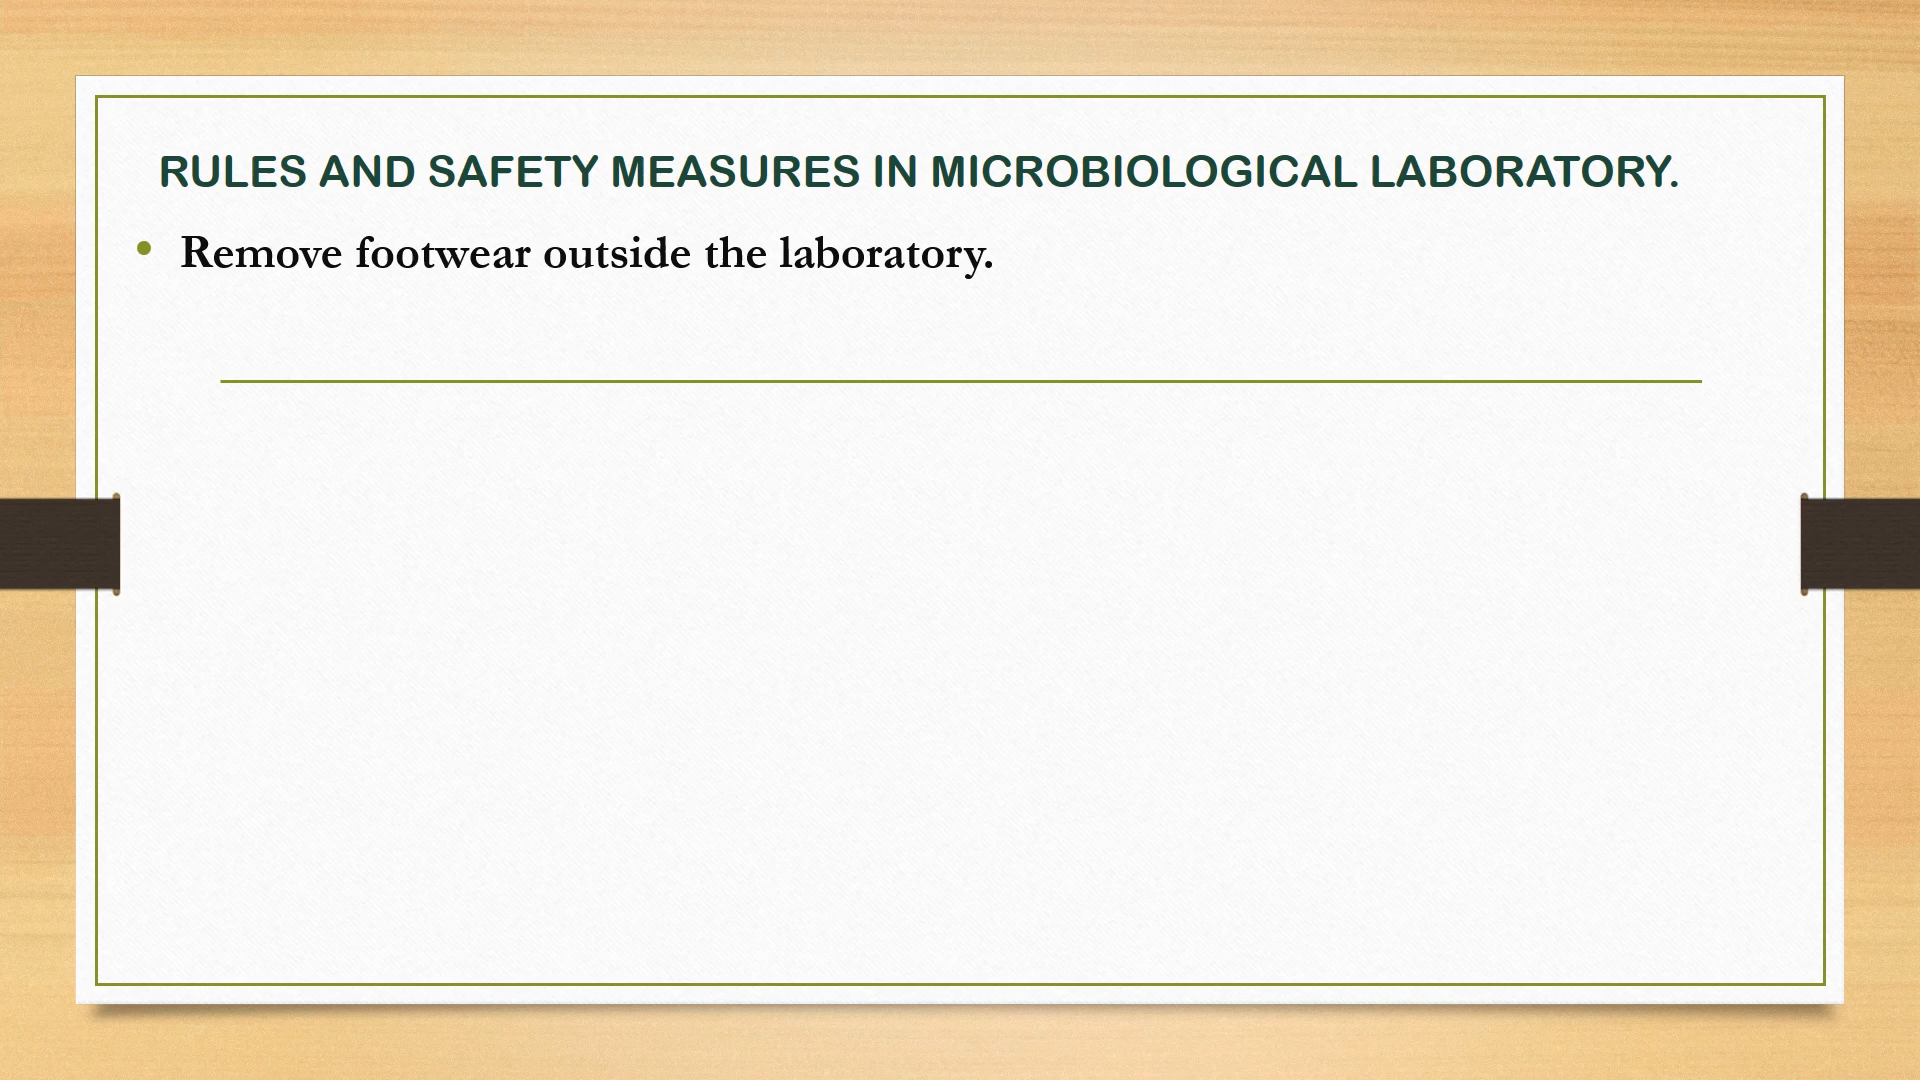 RULES AND SAFETY MEASURES IN MICROBIOLOGICAL LABORATORY.
• Remove footwear outside the laboratory.